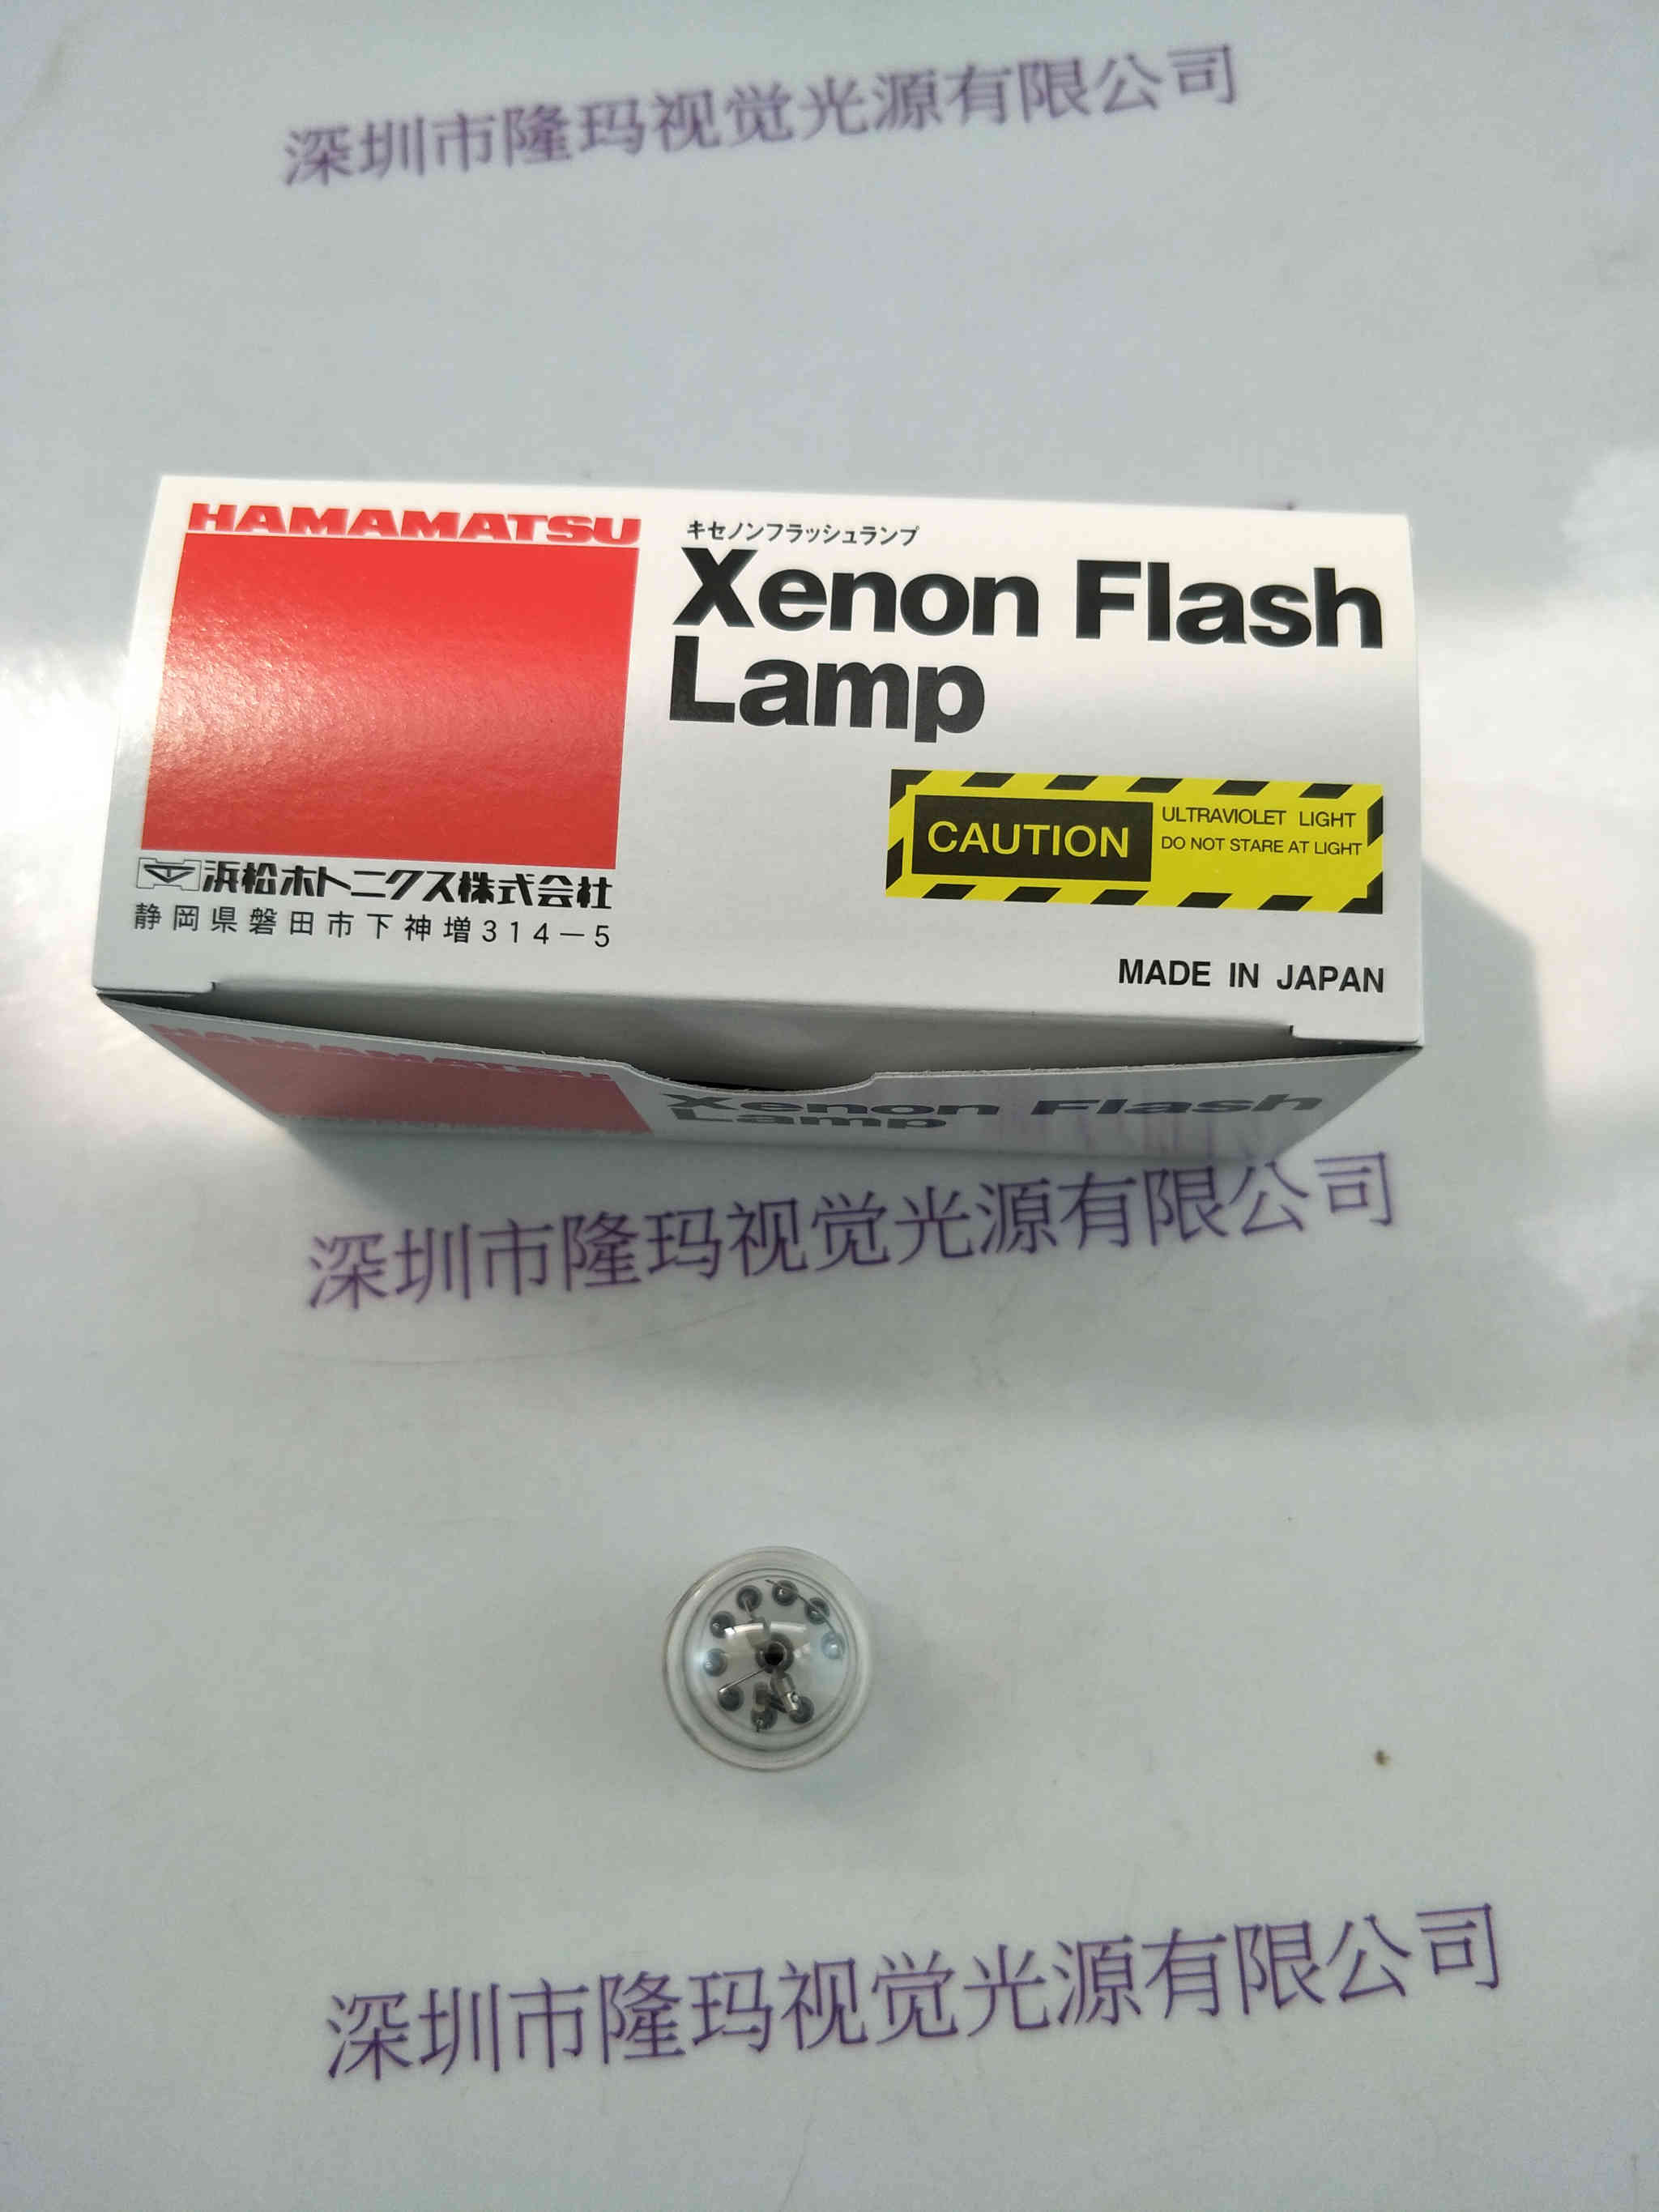 深圳市隆玛视觉光源有限公司
HAMAMATSU
キセノンフラッシュランプ
Xenon Flash
Lamp
CAUTION
ULTRAVIOLET LIGHT
DO NOT STARE AT LIGHT
浜松ホトニクス株式会社
静岡県磐田市下神増314-5
MADE IN JAPAN
HAMAMATSU
Xenon Flash
Lamp
深圳市隆玛视觉光源有限公司
深圳市隆玛视觉光源有限公司